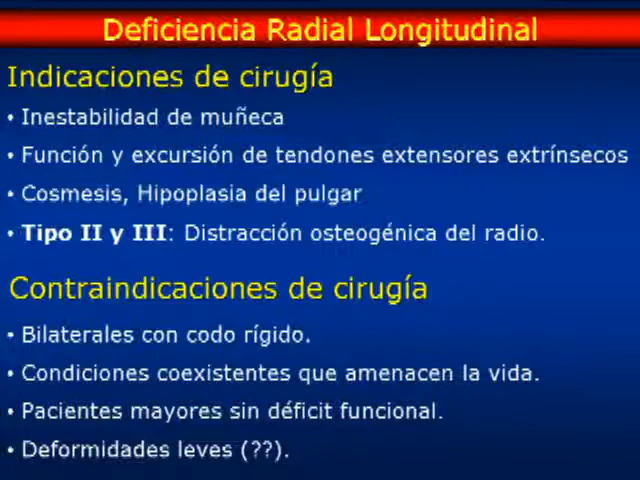 Deficiencia Radial Longitudinal
Indicaciones de cirugía
• Inestabilidad de muñeca
• Función y excursión de tendones extensores extrínsecos
• Cosmesis, Hipoplasia del pulgar
• Tipo II y III: Distracción osteogénica del radio.
Contraindicaciones de cirugía
• Bilaterales con codo rígido.
• Condiciones coexistentes que amenacen la vida.
• Pacientes mayores sin déficit funcional.
• Deformidades leves (??).